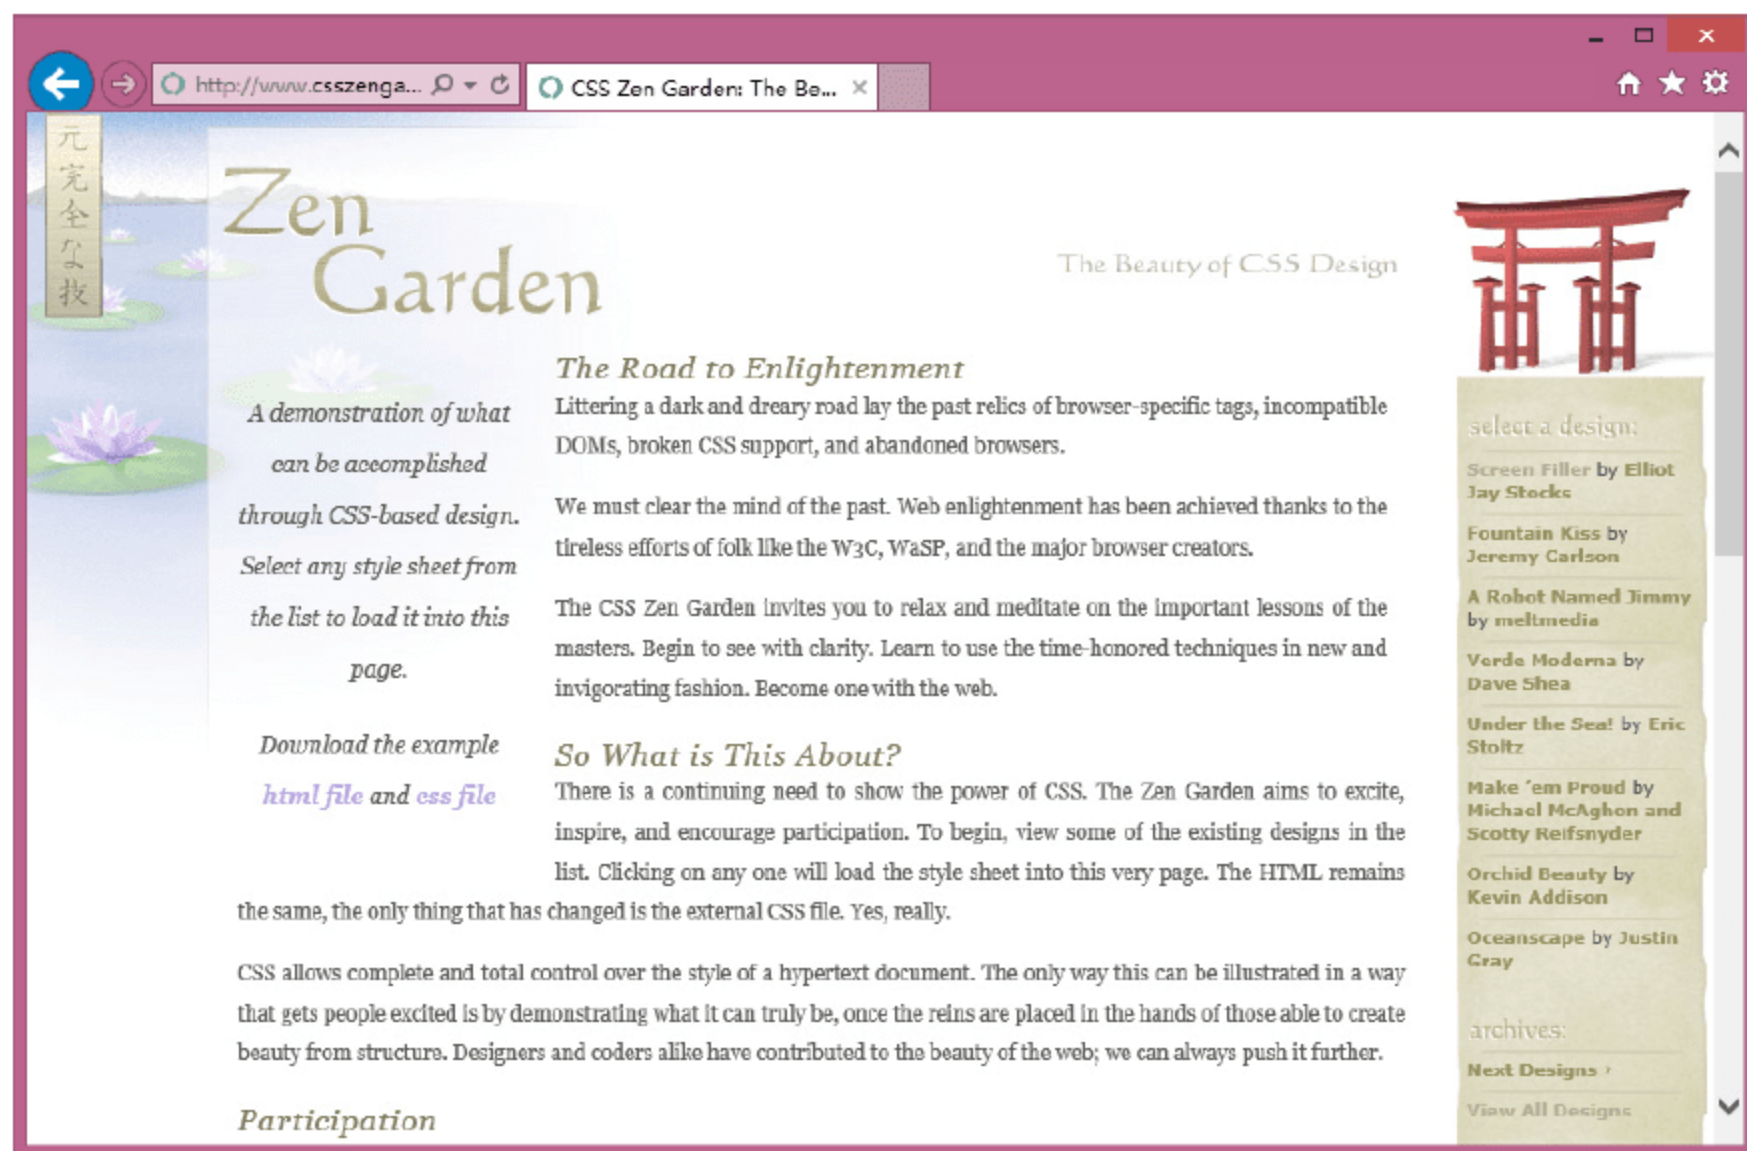 http://www.csszenga...
CSS Zen Garden: The Be...
元
完
全
な
技
Zen
Garden
The Beauty of CSS Design
A demonstration of what
can be accomplished
through CSS-based design.
Select any style sheet from
the list to load it into this
page.
Download the example
html file and css file
The Road to Enlightenment
Littering a dark and dreary road lay the past relics of browser-specific tags, incompatible
DOMs, broken CSS support, and abandoned browsers.
We must clear the mind of the past. Web enlightenment has been achieved thanks to the
tireless efforts of folk like the W3C, WaSP, and the major browser creators.
The CSS Zen Garden invites you to relax and meditate on the important lessons of the
masters. Begin to see with clarity. Learn to use the time-honored techniques in new and
invigorating fashion. Become one with the web.
So What is This About?
There is a continuing need to show the power of CSS. The Zen Garden aims to excite,
inspire, and encourage participation. To begin, view some of the existing designs in the
list. Clicking on any one will load the style sheet into this very page. The HTML remains
the same, the only thing that has changed is the external CSS file. Yes, really.
CSS allows complete and total control over the style of a hypertext document. The only way this can be illustrated in a way
that gets people excited is by demonstrating what it can truly be, once the reins are placed in the hands of those able to create
beauty from structure. Designers and coders alike have contributed to the beauty of the web; we can always push it further.
Participation
select a design:
Screen Filler by Elliot
Jay Stocks
Fountain Kiss by
Jeremy Carlson
A Robot Named Jimmy
by meltmedia
Verde Moderna by
Dave Shea
Under the Sea! by Eric
Stoltz
Make 'em Proud by
Michael McAghon and
Scotty Reifsnyder
Orchid Beauty by
Kevin Addison
Oceanscape by Justin
Gray
archives:
Next Designs ›
View All Designs